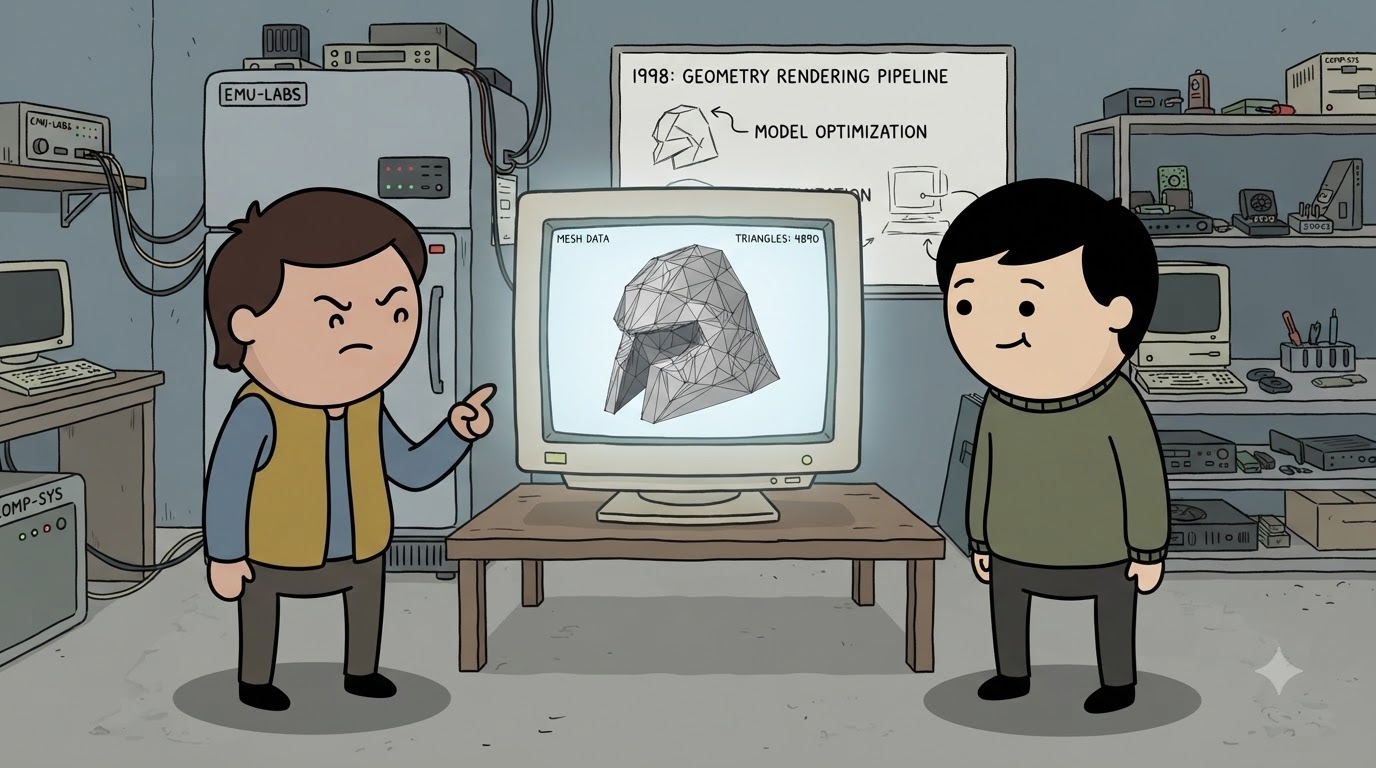 1998: GEOMETRY RENDERING PIPELINE
EMU-LABS
MODEL OPTIMIZATION
MESH DATA
TRIANGLES: 4890
COMP-SYS